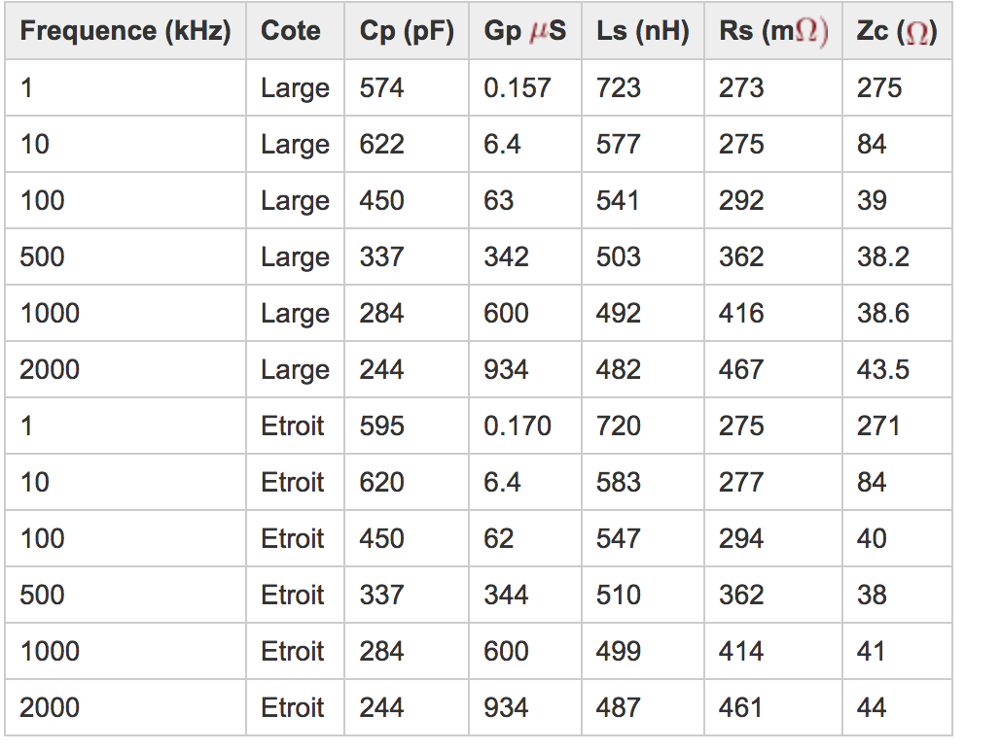 Frequence (kHz) Cote Cp (pF) Gp μS Ls (nH) Rs (mΩ) Zc (Ω)
1 Large 574 0.157 723 273 275
10 Large 622 6.4 577 275 84
100 Large 450 63 541 292 39
500 Large 337 342 503 362 38.2
1000 Large 284 600 492 416 38.6
2000 Large 244 934 482 467 43.5
1 Etroit 595 0.170 720 275 271
10 Etroit 620 6.4 583 277 84
100 Etroit 450 62 547 294 40
500 Etroit 337 344 510 362 38
1000 Etroit 284 600 499 414 41
2000 Etroit 244 934 487 461 44